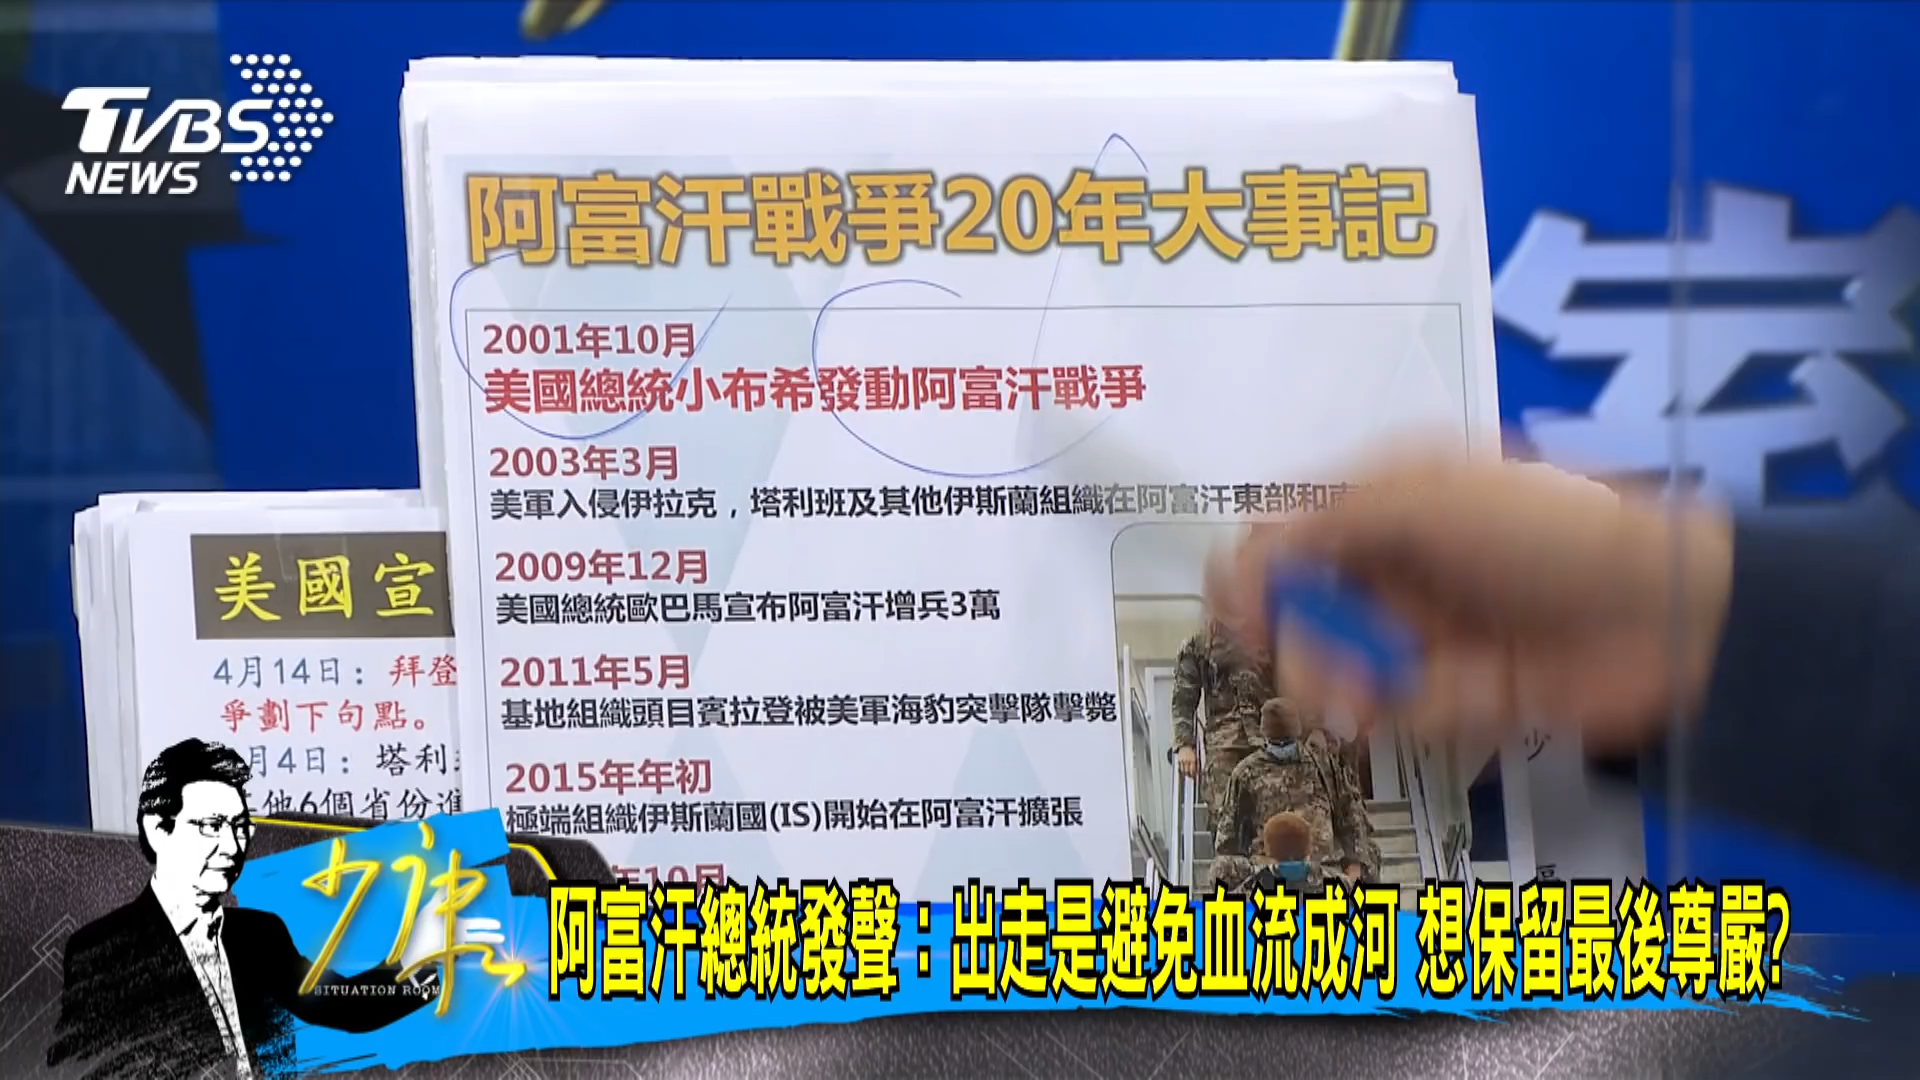 TVBS
NEWS
阿富汗戰爭20年大事記
2001年10月
美國總統小布希發動阿富汗戰爭
2003年3月
美軍入侵伊拉克，塔利班及其他伊斯蘭組織在阿富汗東部和南
2009年12月
美國總統歐巴馬宣布阿富汗增兵3萬
2011年5月
基地組織頭目賓拉登被美軍海豹突擊隊擊斃
2015年年初
極端組織伊斯蘭國(IS)開始在阿富汗擴張
年10月
美國宣
4月14日：拜登
爭劃下句點。
月4日：塔利
他6個省份進
少康
SITUATION ROOM
阿富汗總統發聲：出走是避免血流成河 想保留最後尊嚴?